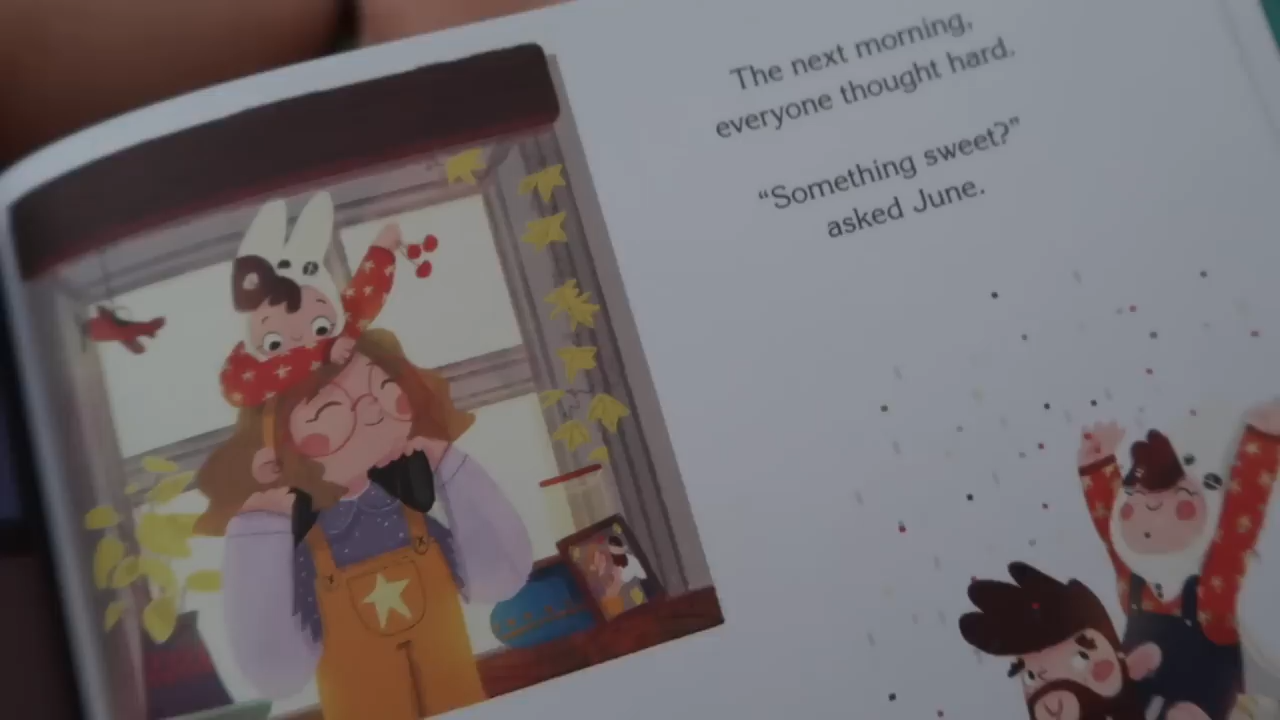 The next morning,
everyone thought hard.
“Something sweet?”
asked June.